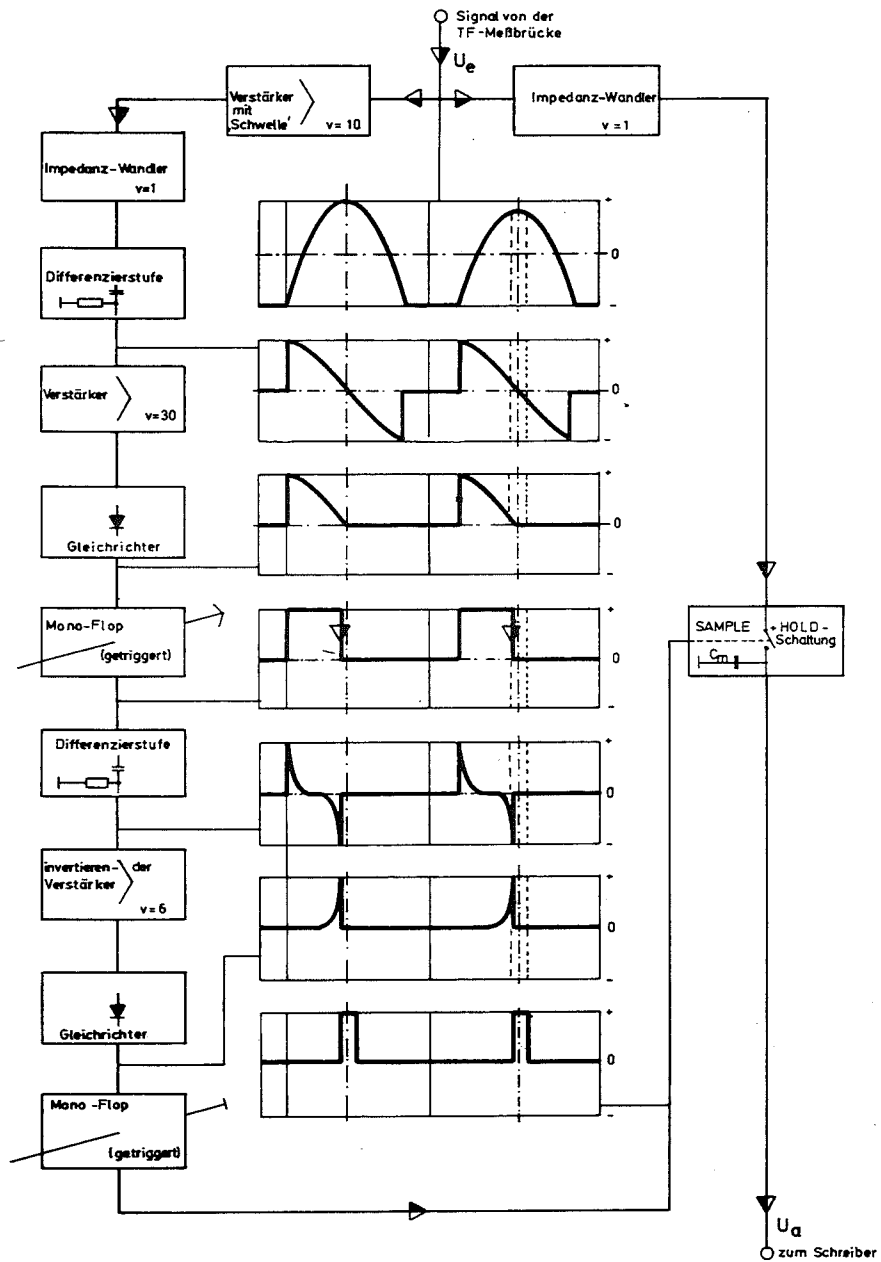 Signal von der
TF-Meßbrücke
Ue
Verstärker
mit
‚Schwelle'
v=10
Impedanz-Wandler
v=1
Impedanz-Wandler
v=1
+
0
-
Differenzierstufe
+
0
-
Verstärker
v=30
+
0
-
Gleichrichter
Mono-Flop
(getriggert)
+
0
-
SAMPLE + HOLD-
Schaltung
Cm
Differenzierstufe
+
0
-
invertieren-der
Verstärker
v=6
+
0
-
Gleichrichter
+
0
-
Mono-Flop
(getriggert)
Ua
zum Schreiber